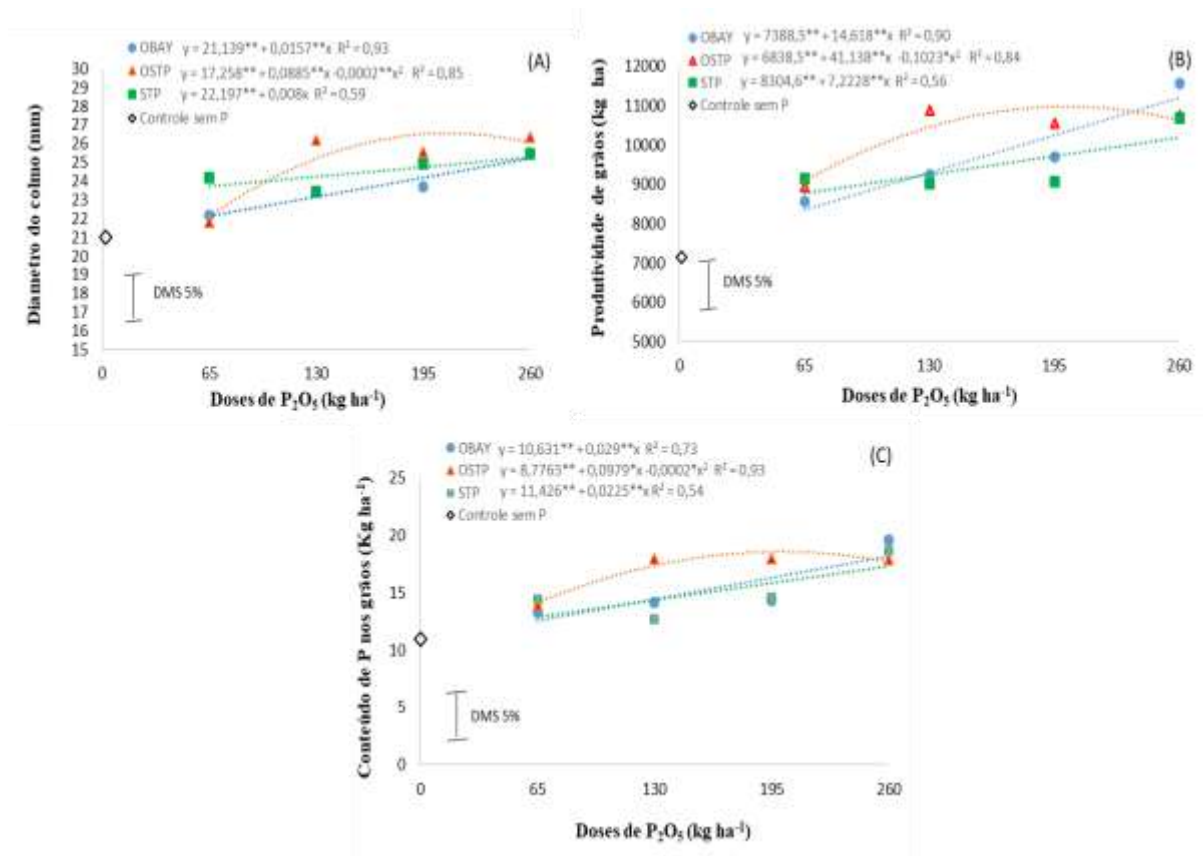 OBAY y = 21,139** + 0,0157**x R² = 0,93
OSTP y = 17,258** + 0,0885**x -0,0002**x² R² = 0,85
STP y = 22,197** + 0,008x R² = 0,59
Controle sem P
(A)
Diametro do colmo (mm)
30
29
28
27
26
25
24
23
22
21
20
19
18
17
16
15
DMS 5%
0 65 130 195 260
Doses de P₂O₅ (kg ha⁻¹)
OBAY y = 7388,5** + 14,618**x R² = 0,90
OSTP y = 6838,5** + 41,138**x -0,1023*x² R² = 0,84
STP y = 8304,6** + 7,2228**x R² = 0,56
Controle sem P
(B)
Produtividade de grãos (kg ha)
12000
11000
10000
9000
8000
7000
6000
5000
DMS 5%
0 65 130 195 260
Doses de P₂O₅ (kg ha⁻¹)
OBAY y = 10,631** + 0,029**x R² = 0,73
OSTP y = 8,7763** + 0,0979*x -0,0002*x² R² = 0,93
STP y = 11,426** + 0,0225**x R² = 0,54
Controle sem P
(C)
Conteúdo de P nos grãos (Kg ha⁻¹)
25
20
15
10
5
0
DMS 5%
0 65 130 195 260
Doses de P₂O₅ (kg ha⁻¹)